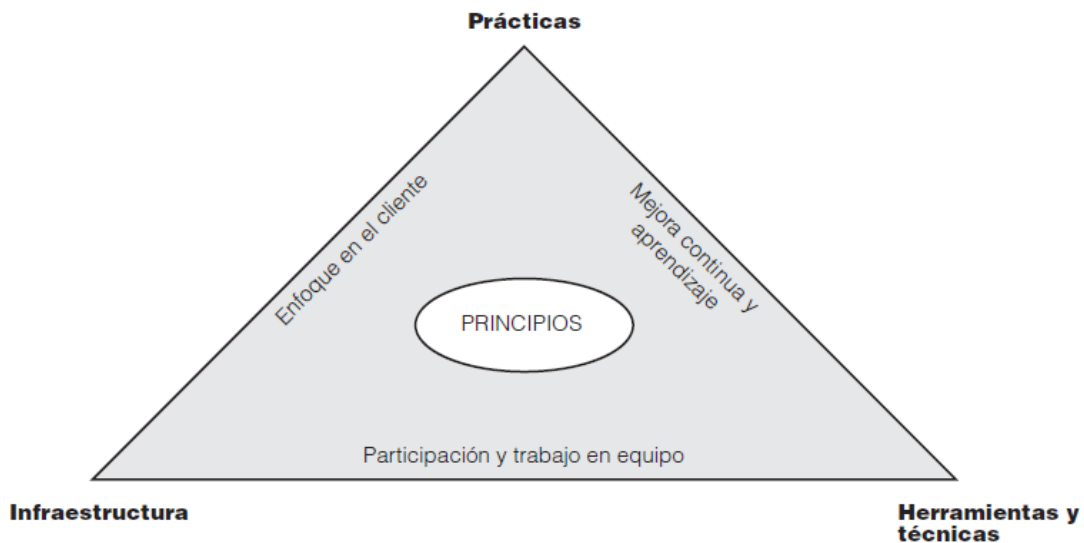 Prácticas
Enfoque en el cliente
Mejora continua y
aprendizaje
PRINCIPIOS
Participación y trabajo en equipo
Infraestructura
Herramientas y
técnicas